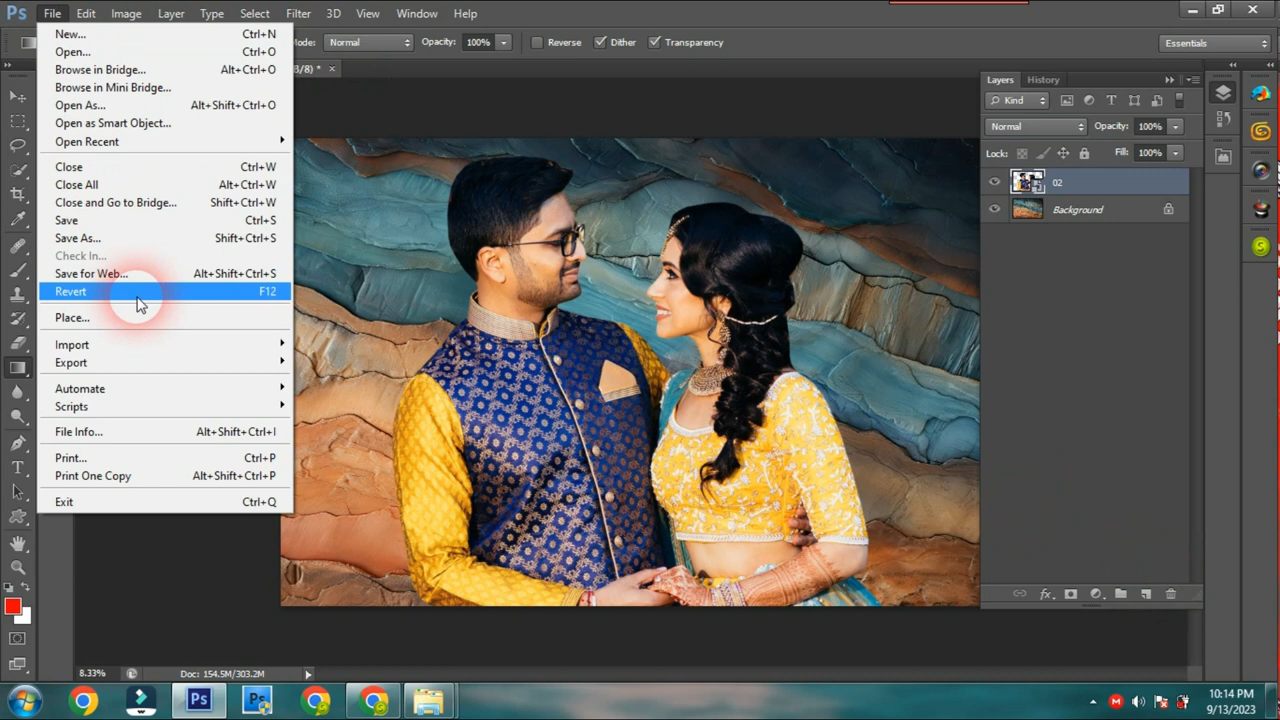 Ps File Edit Image Layer Type Select Filter 3D View Window Help
Mode: Normal Opacity: 100% Reverse Dither Transparency Essentials
3/8) * ×
New... Ctrl+N
Open... Ctrl+O
Browse in Bridge... Alt+Ctrl+O
Browse in Mini Bridge...
Open As... Alt+Shift+Ctrl+O
Open as Smart Object...
Open Recent
Close Ctrl+W
Close All Alt+Ctrl+W
Close and Go to Bridge... Shift+Ctrl+W
Save Ctrl+S
Save As... Shift+Ctrl+S
Check In...
Save for Web... Alt+Shift+Ctrl+S
Revert F12
Place...
Import
Export
Automate
Scripts
File Info... Alt+Shift+Ctrl+I
Print... Ctrl+P
Print One Copy Alt+Shift+Ctrl+P
Exit Ctrl+Q
Layers History
Kind
Normal Opacity: 100%
Lock: Fill: 100%
02
Background
fx
8.33% Doc: 154.5M/303.2M
10:14 PM
9/13/2023